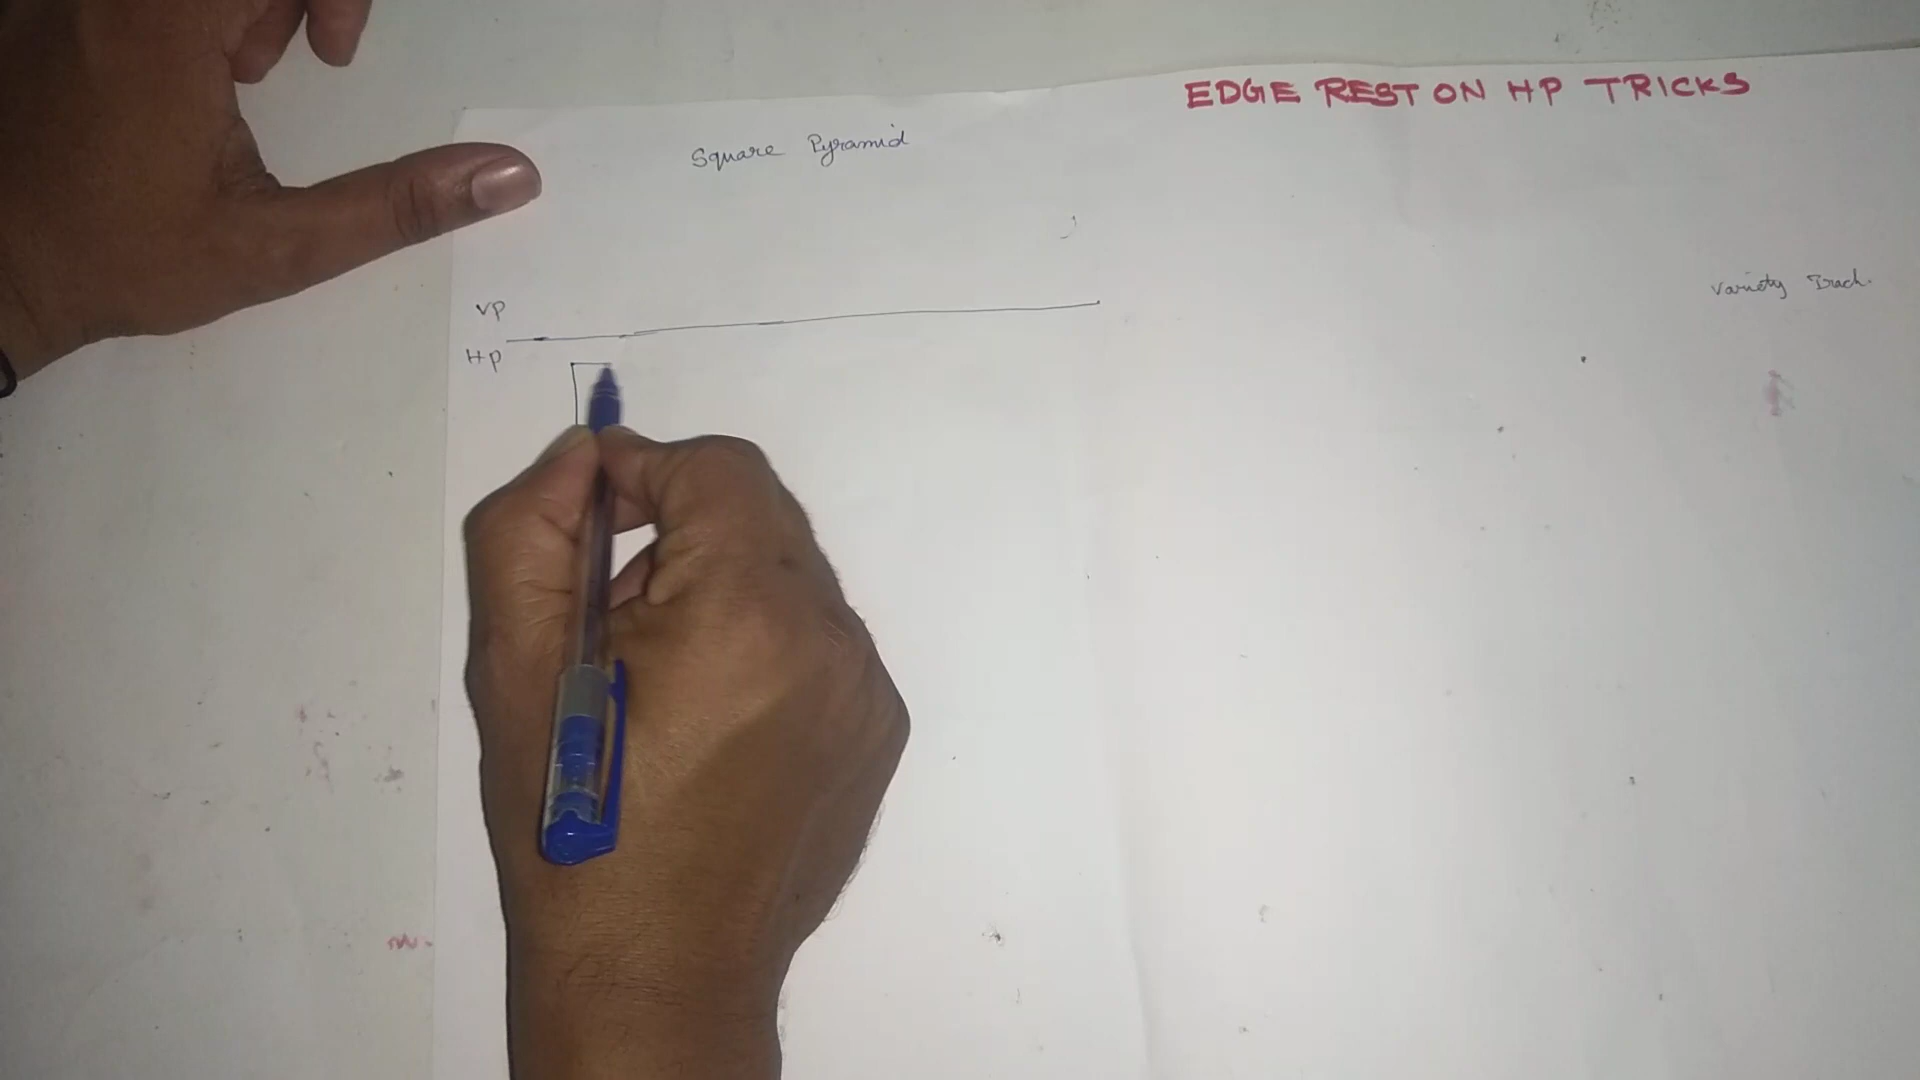 EDGE REST ON HP TRICKS
Square Pyramid
Variety Track.
VP
HP